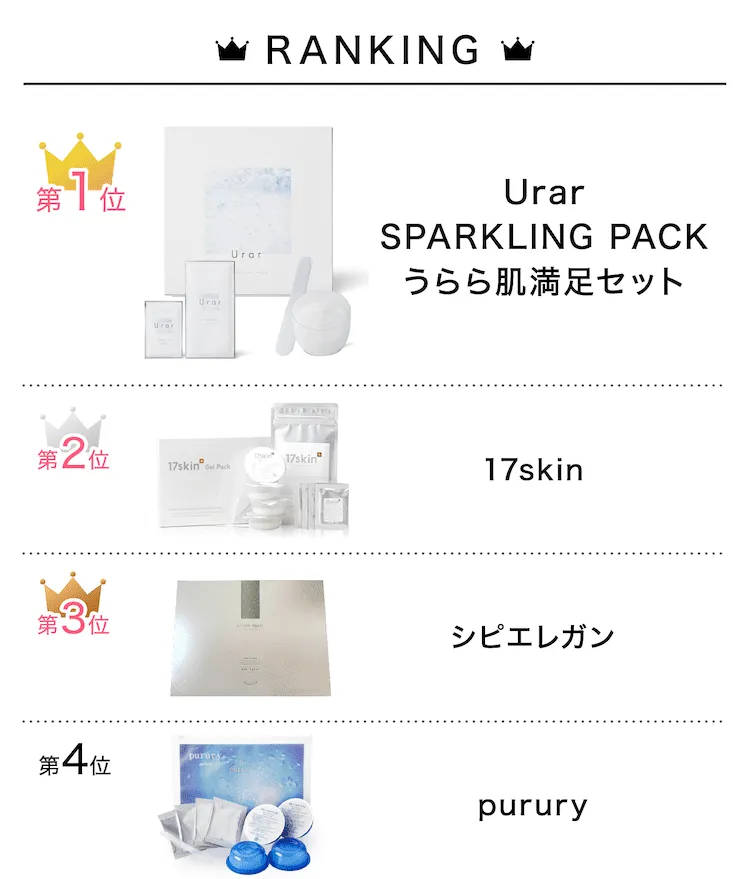 RANKING
第1位
Urar
Urar
Urar
Urar
SPARKLING PACK
うらら肌満足セット
第2位
17skin
Gel Pack
17skin
17skin
17skin
第3位
シピエレガン
第4位
purury
purury